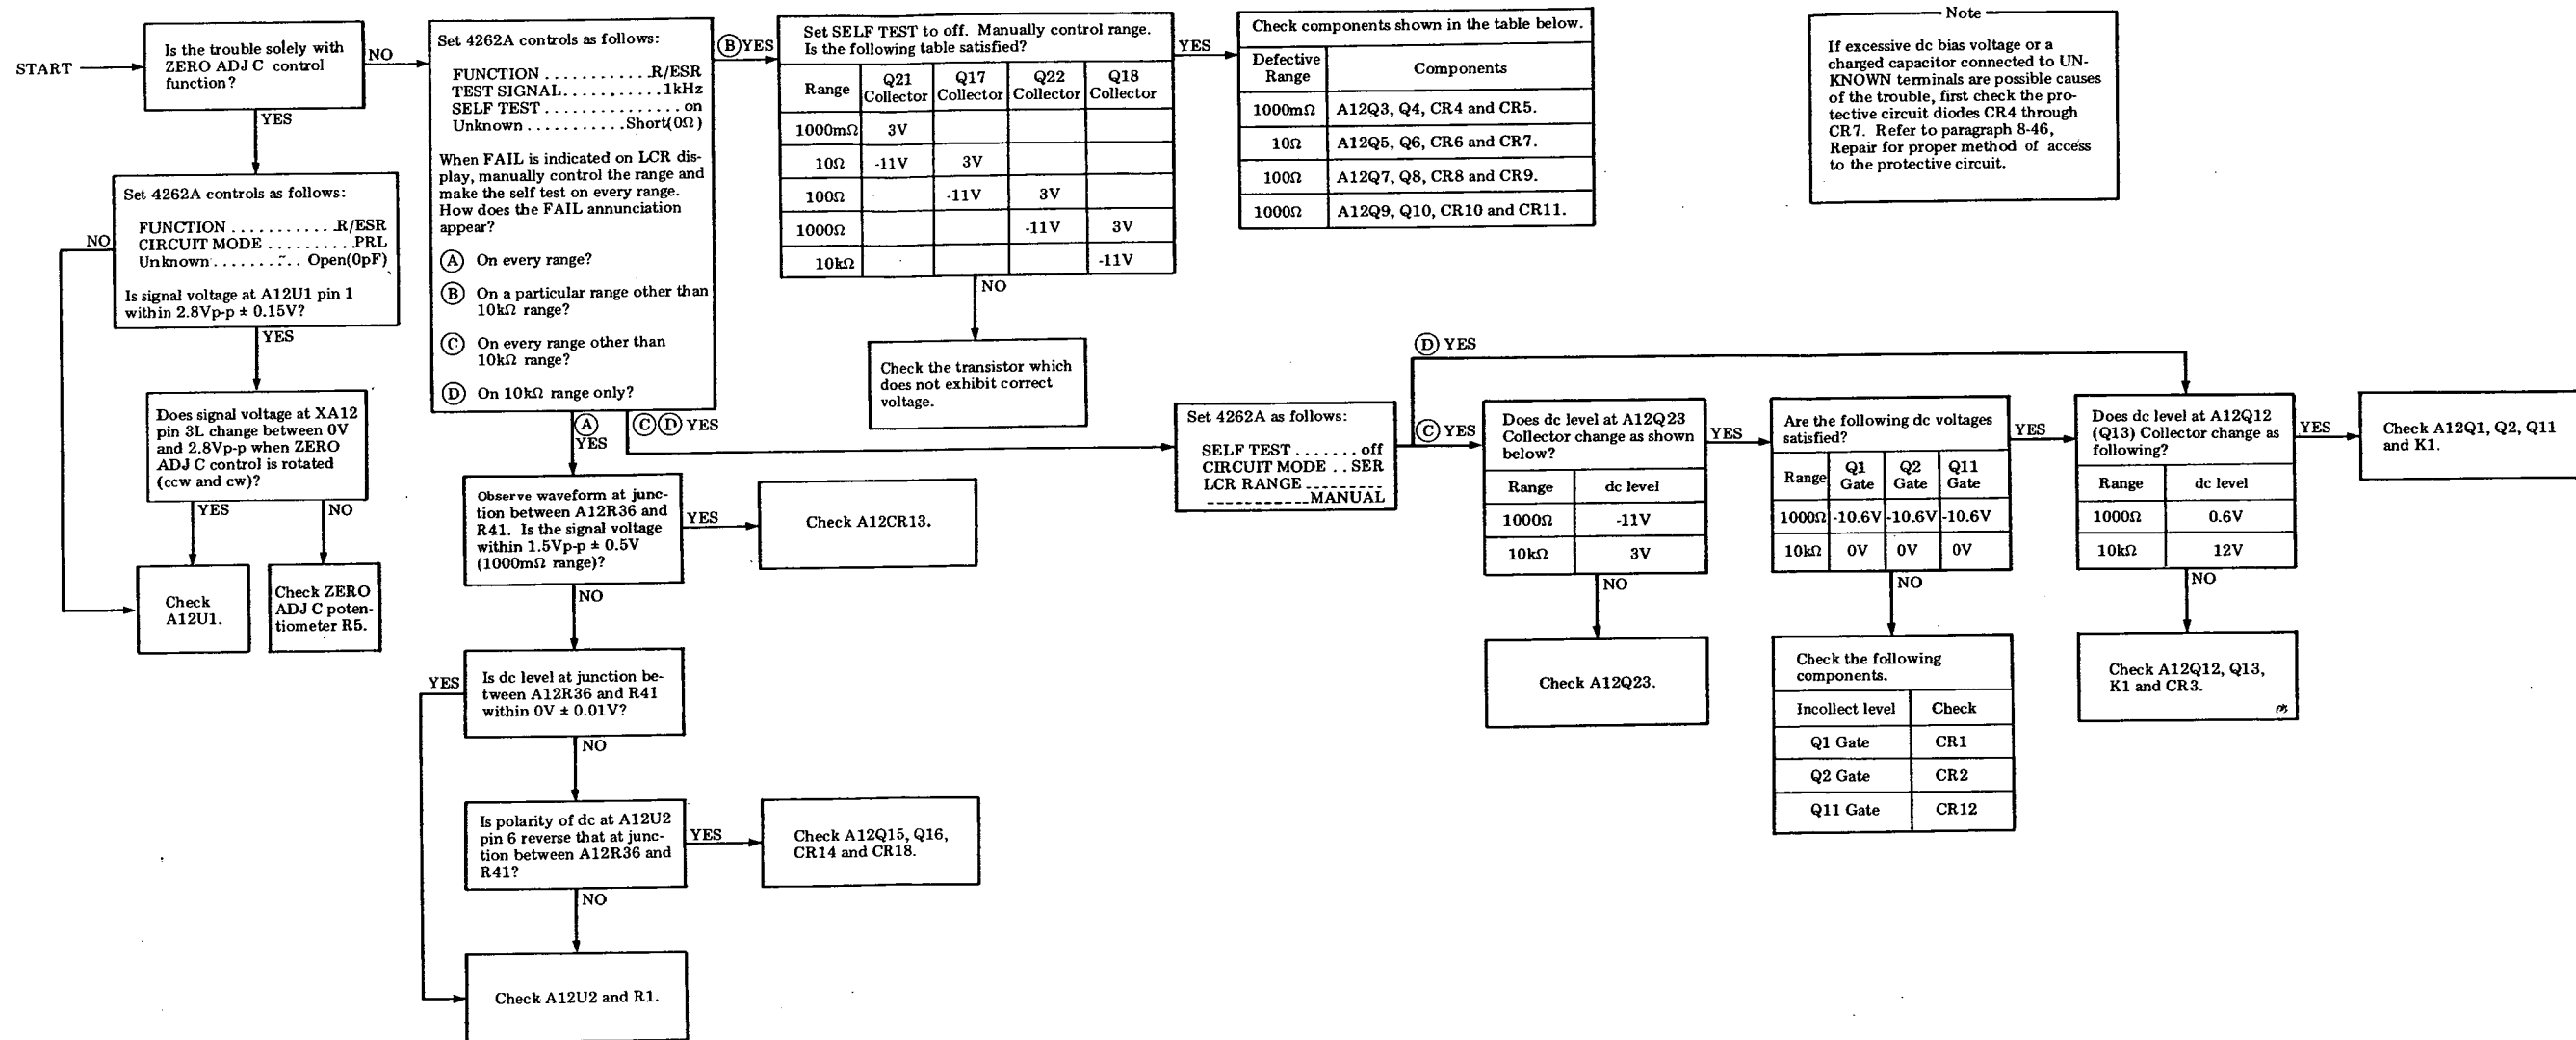 START
Is the trouble solely with
ZERO ADJ C control
function?
NO
YES
Set 4262A controls as follows:
FUNCTION . . . . . . . . . . . R/ESR
CIRCUIT MODE . . . . . . . . . PRL
Unknown . . . . . . . . . . Open(0pF)
Is signal voltage at A12U1 pin 1
within 2.8Vp-p ± 0.15V?
NO
YES
Does signal voltage at XA12
pin 3L change between 0V
and 2.8Vp-p when ZERO
ADJ C control is rotated
(ccw and cw)?
YES
NO
Check
A12U1.
Check ZERO
ADJ C poten-
tiometer R5.
Set 4262A controls as follows:
FUNCTION . . . . . . . . . . . . R/ESR
TEST SIGNAL . . . . . . . . . . 1kHz
SELF TEST . . . . . . . . . . . . . . on
Unknown . . . . . . . . . . . Short(0Ω)
When FAIL is indicated on LCR dis-
play, manually control the range and
make the self test on every range.
How does the FAIL annunciation
appear?
Ⓐ On every range?
Ⓑ On a particular range other than
10kΩ range?
Ⓒ On every range other than
10kΩ range?
Ⓓ On 10kΩ range only?
Ⓑ YES
Ⓐ
YES
Ⓒ Ⓓ YES
Set SELF TEST to off. Manually control range.
Is the following table satisfied?
Range Q21 Collector Q17 Collector Q22 Collector Q18 Collector
1000mΩ 3V
10Ω -11V 3V
100Ω -11V 3V
1000Ω -11V 3V
10kΩ -11V
YES
NO
Check the transistor which
does not exhibit correct
voltage.
Check components shown in the table below.
Defective Range Components
1000mΩ A12Q3, Q4, CR4 and CR5.
10Ω A12Q5, Q6, CR6 and CR7.
100Ω A12Q7, Q8, CR8 and CR9.
1000Ω A12Q9, Q10, CR10 and CR11.
Note
If excessive dc bias voltage or a
charged capacitor connected to UN-
KNOWN terminals are possible causes
of the trouble, first check the pro-
tective circuit diodes CR4 through
CR7. Refer to paragraph 8-46,
Repair for proper method of access
to the protective circuit.
Observe waveform at junc-
tion between A12R36 and
R41. Is the signal voltage
within 1.5Vp-p ± 0.5V
(1000mΩ range)?
YES
Check A12CR13.
NO
Is dc level at junction be-
tween A12R36 and R41
within 0V ± 0.01V?
YES
NO
Is polarity of dc at A12U2
pin 6 reverse that at junc-
tion between A12R36 and
R41?
YES
Check A12Q15, Q16,
CR14 and CR18.
NO
Check A12U2 and R1.
Set 4262A as follows:
SELF TEST . . . . . . . off
CIRCUIT MODE . . SER
LCR RANGE _ _ _ _ _ _ _ _ _
_ _ _ _ _ _ _ _ _ _ _ MANUAL
Ⓓ YES
Ⓒ YES
Does dc level at A12Q23
Collector change as shown
below?
Range dc level
1000Ω -11V
10kΩ 3V
YES
NO
Check A12Q23.
Are the following dc voltages
satisfied?
Range Q1 Gate Q2 Gate Q11 Gate
1000Ω -10.6V -10.6V -10.6V
10kΩ 0V 0V 0V
YES
NO
Check the following
components.
Incollect level Check
Q1 Gate CR1
Q2 Gate CR2
Q11 Gate CR12
Does dc level at A12Q12
(Q13) Collector change as
following?
Range dc level
1000Ω 0.6V
10kΩ 12V
YES
NO
Check A12Q12, Q13,
K1 and CR3.
Check A12Q1, Q2, Q11
and K1.